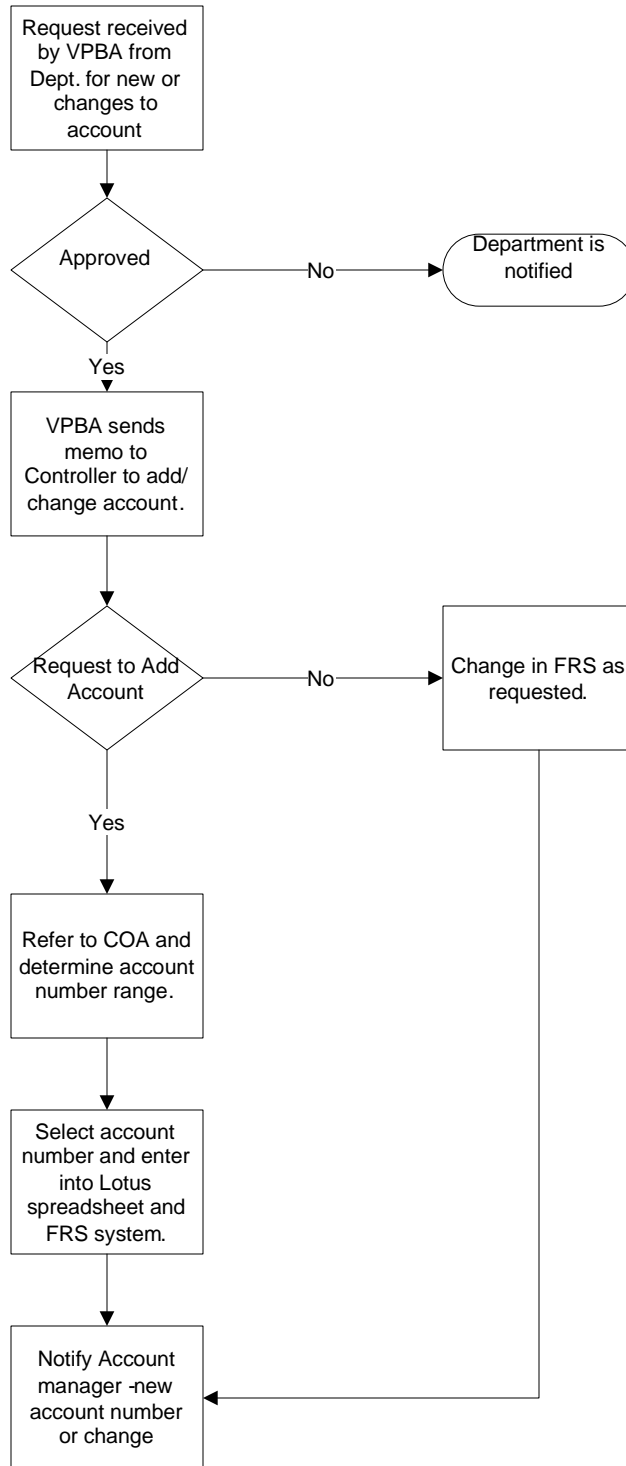 Request received
by VPBA from
Dept. for new or
changes to
account
Approved
No
Department is
notified
Yes
VPBA sends
memo to
Controller to add/
change account.
Request to Add
Account
No
Change in FRS as
requested.
Yes
Refer to COA and
determine account
number range.
Select account
number and enter
into Lotus
spreadsheet and
FRS system.
Notify Account
manager -new
account number
or change